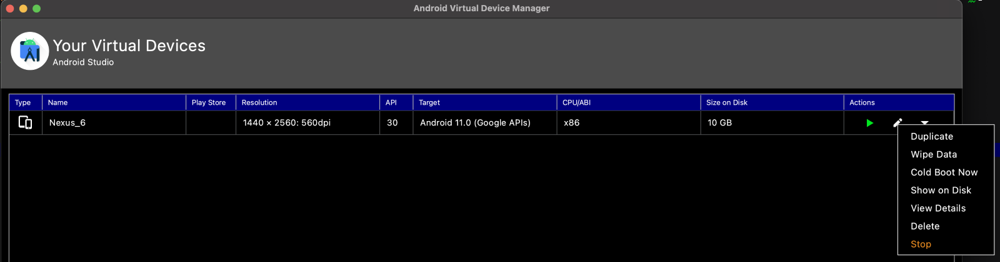 Android Virtual Device Manager
Your Virtual Devices
Android Studio
Type Name Play Store Resolution API Target CPU/ABI Size on Disk Actions
Nexus_6 1440 × 2560: 560dpi 30 Android 11.0 (Google APIs) x86 10 GB
Duplicate
Wipe Data
Cold Boot Now
Show on Disk
View Details
Delete
Stop